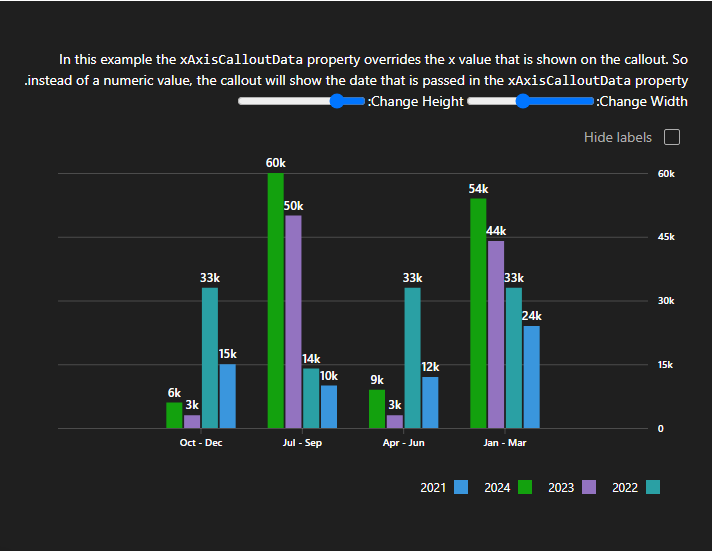 In this example the xAxisCalloutData property overrides the x value that is shown on the callout. So
.instead of a numeric value, the callout will show the date that is passed in the xAxisCalloutData property
:Change Height :Change Width
Hide labels
60k
60k
54k
50k
45k
44k
33k 33k 33k
30k
24k
15k 14k 12k 15k
10k
6k 3k 9k 3k
0
Oct - Dec Jul - Sep Apr - Jun Jan - Mar
2021 2024 2023 2022